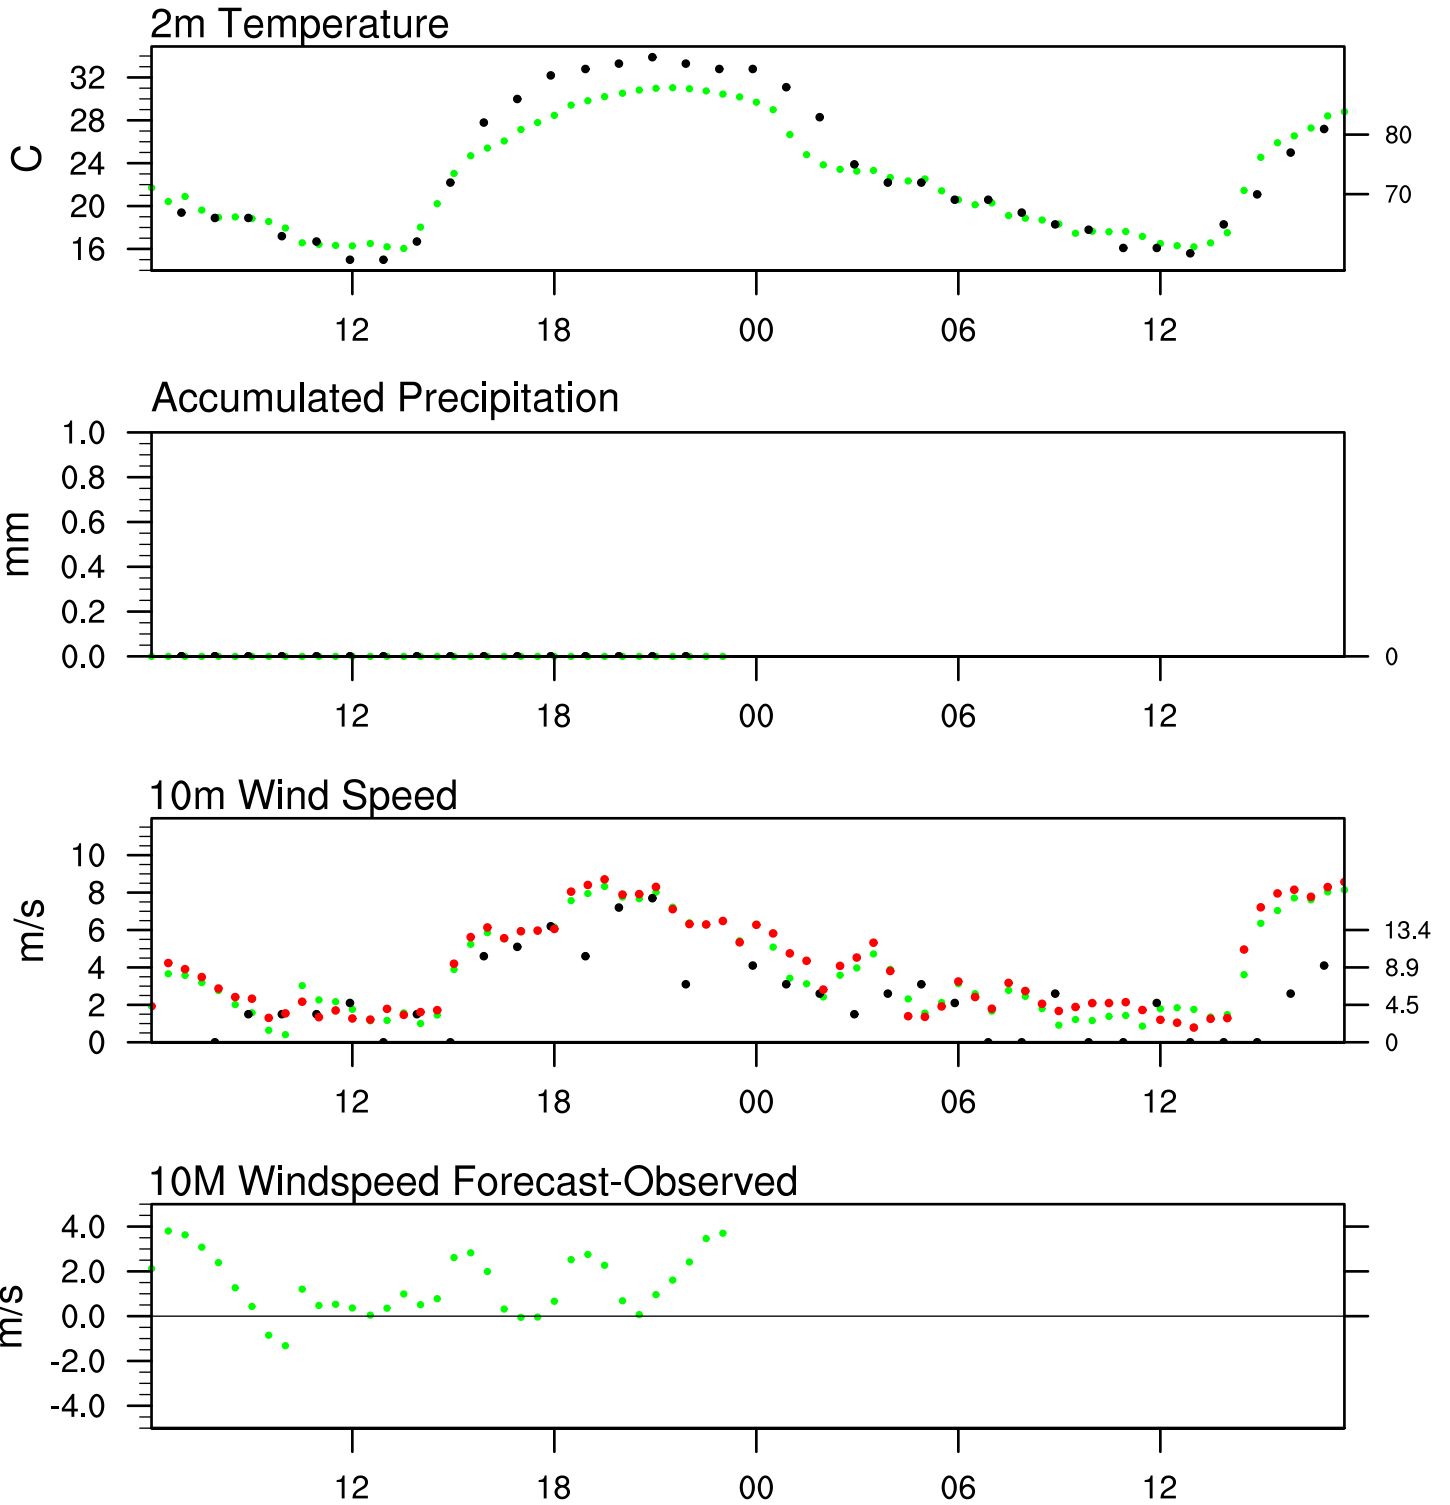 2m Temperature
C
32
28
24
20
16
80
70
12 18 00 06 12
Accumulated Precipitation
mm
1.0
0.8
0.6
0.4
0.2
0.0
0
12 18 00 06 12
10m Wind Speed
m/s
10
8
6
4
2
0
13.4
8.9
4.5
0
12 18 00 06 12
10M Windspeed Forecast-Observed
m/s
4.0
2.0
0.0
-2.0
-4.0
12 18 00 06 12